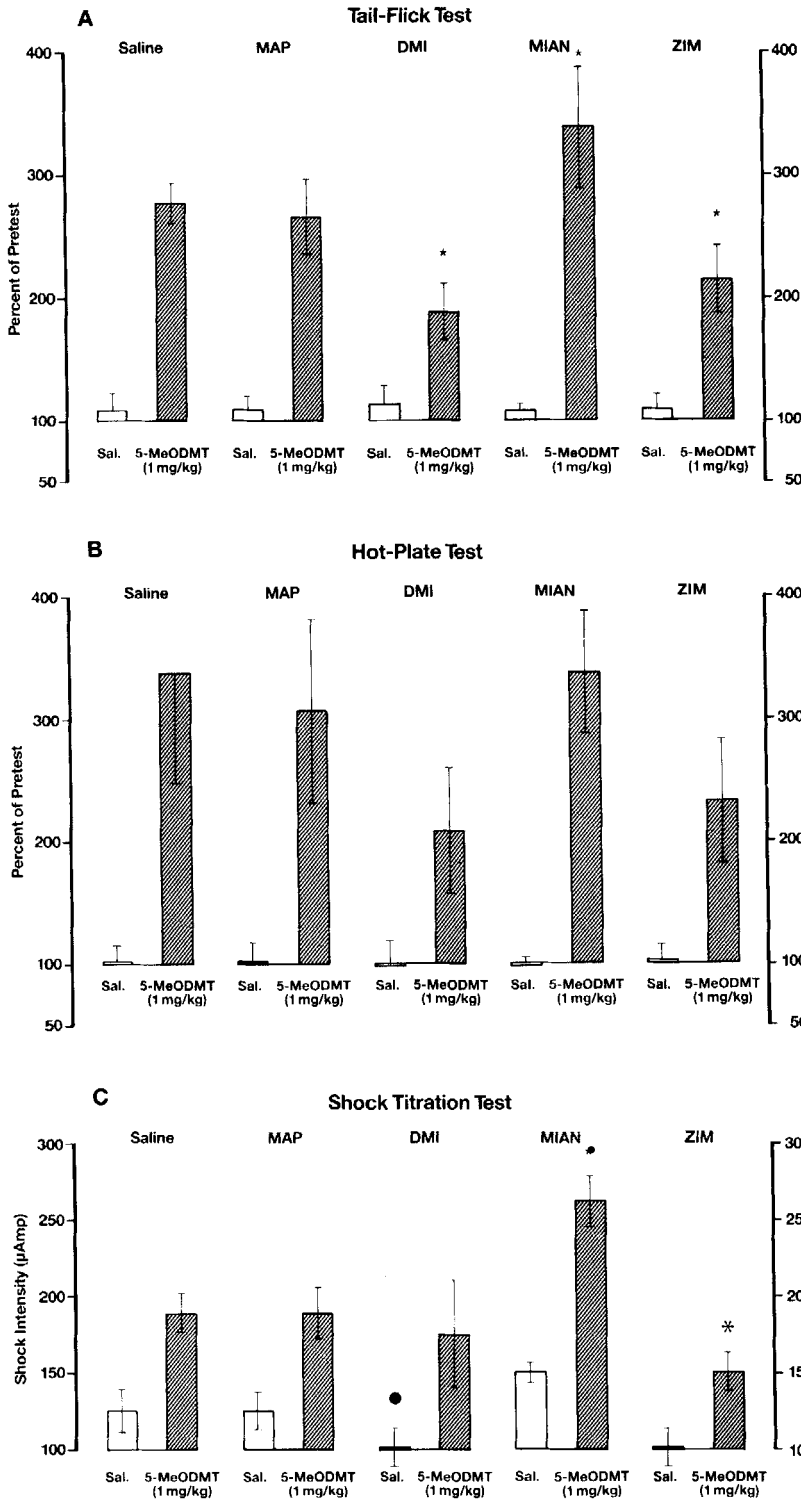 A
Tail-Flick Test
Saline MAP DMI MIAN ZIM
Percent of Pretest
400
300
200
100
50
400
300
200
100
50
*
*
*
Sal. 5-MeODMT (1 mg/kg) Sal. 5-MeODMT (1 mg/kg) Sal. 5-MeODMT (1 mg/kg) Sal. 5-MeODMT (1 mg/kg) Sal. 5-MeODMT (1 mg/kg)
B
Hot-Plate Test
Saline MAP DMI MIAN ZIM
Percent of Pretest
400
300
200
100
50
400
300
200
100
50
Sal. 5-MeODMT (1 mg/kg) Sal. 5-MeODMT (1 mg/kg) Sal. 5-MeODMT (1 mg/kg) Sal. 5-MeODMT (1 mg/kg) Sal. 5-MeODMT (1 mg/kg)
C
Shock Titration Test
Saline MAP DMI MIAN ZIM
Shock Intensity (μAmp)
300
250
200
150
100
*
Sal. 5-MeODMT (1 mg/kg) Sal. 5-MeODMT (1 mg/kg) Sal. 5-MeODMT (1 mg/kg) Sal. 5-MeODMT (1 mg/kg) Sal. 5-MeODMT (1 mg/kg)